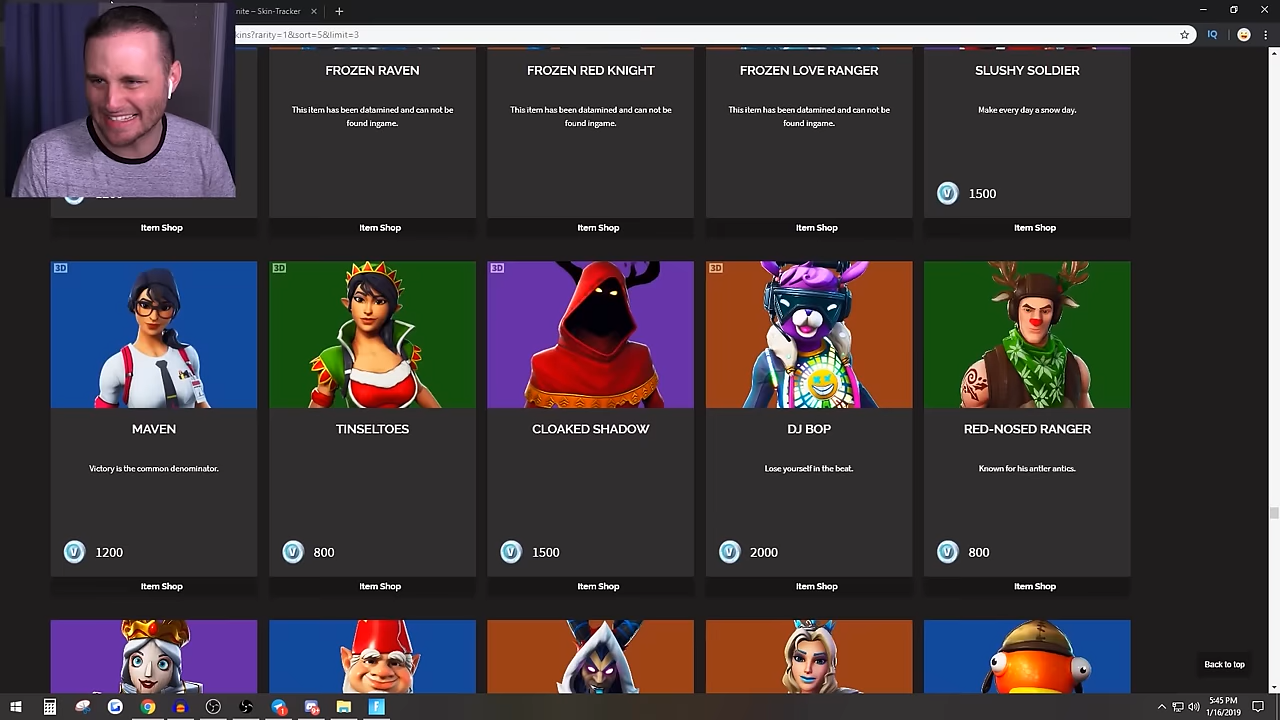 nite – Skin-Tracker
kins?rarity=1&sort=5&limit=3
IQ
FROZEN RAVEN
This item has been datamined and can not be
found ingame.
Item Shop
FROZEN RED KNIGHT
This item has been datamined and can not be
found ingame.
Item Shop
FROZEN LOVE RANGER
This item has been datamined and can not be
found ingame.
Item Shop
SLUSHY SOLDIER
Make every day a snow day.
V 1500
Item Shop
Item Shop
3D
MAVEN
Victory is the common denominator.
V 1200
Item Shop
3D
TINSELTOES
V 800
Item Shop
3D
CLOAKED SHADOW
V 1500
Item Shop
3D
DJ BOP
Lose yourself in the beat.
V 2000
Item Shop
RED-NOSED RANGER
Known for his antler antics.
V 800
Item Shop
Back to top
5:45 PM
1/16/2019